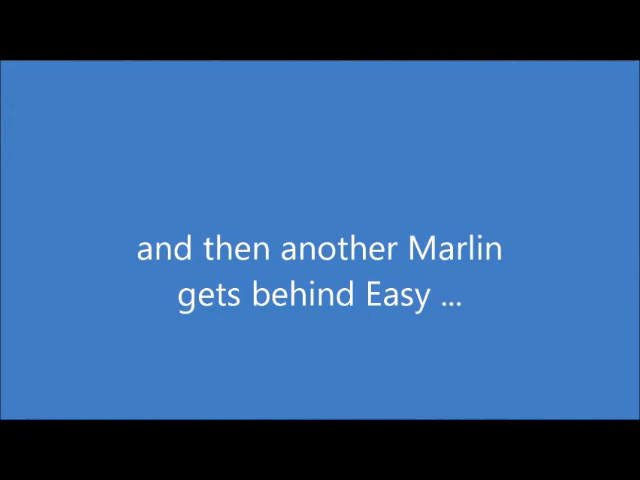 and then another Marlin
gets behind Easy ...